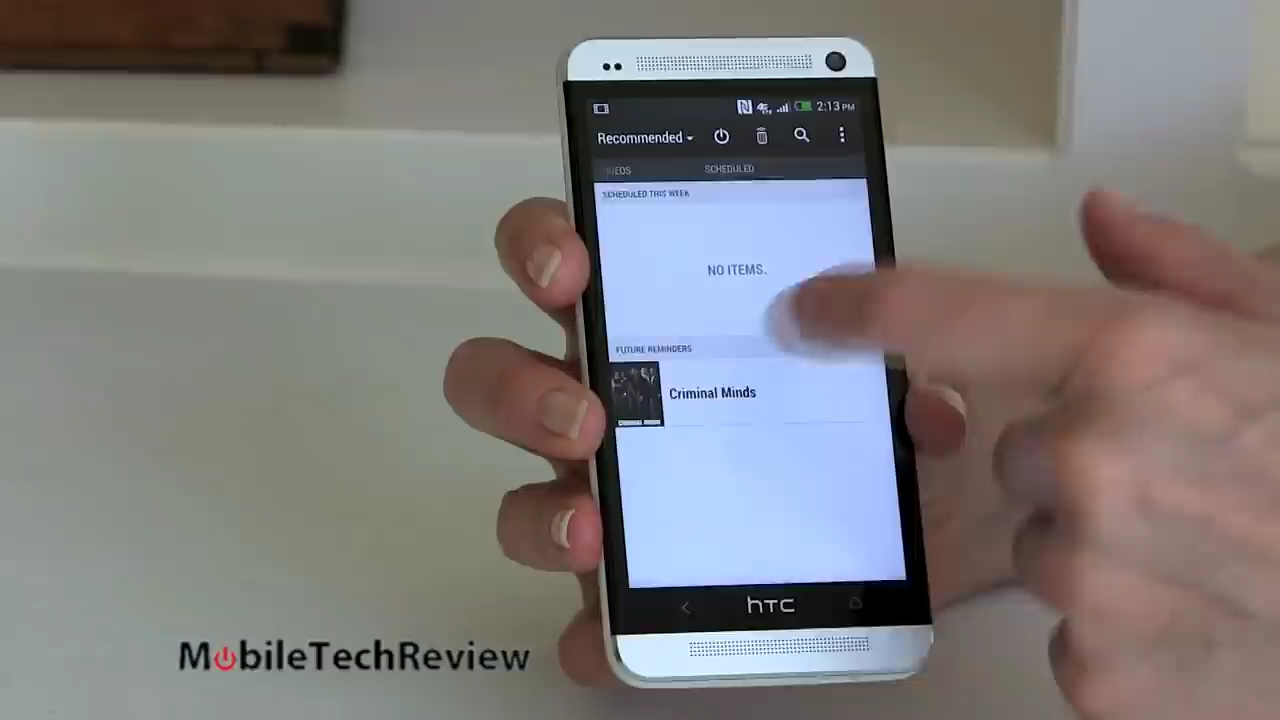 2:13 PM
Recommended
SCHEDULED
SCHEDULED THIS WEEK
NO ITEMS.
FUTURE REMINDERS
Criminal Minds
hTC
MobileTechReview